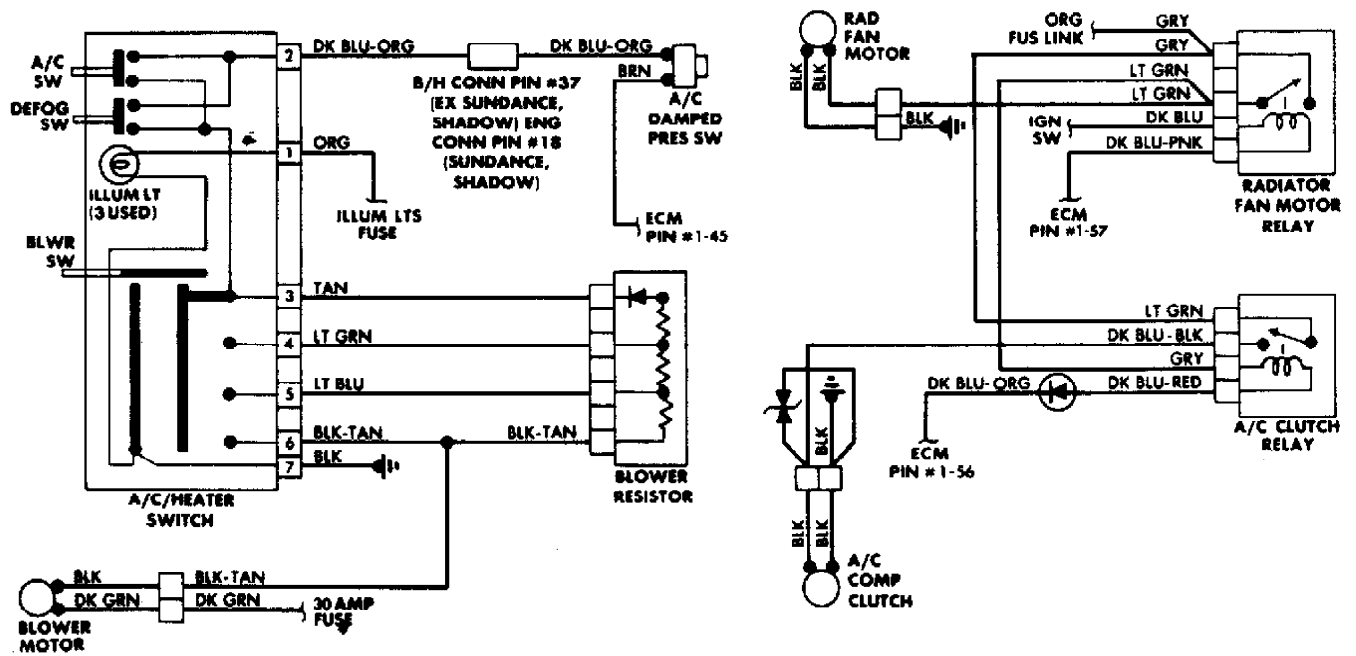 A/C
SW
DEFOG
SW
ILLUM LT
(3 USED)
BLWR
SW
2
1
3
4
5
6
7
A/C/HEATER
SWITCH
DK BLU-ORG
DK BLU-ORG
B/H CONN PIN #37
(EX SUNDANCE,
SHADOW) ENG
CONN PIN #18
(SUNDANCE,
SHADOW)
BRN
A/C
DAMPED
PRES SW
ORG
ILLUM LTS
FUSE
ECM
PIN #1-45
TAN
LT GRN
LT BLU
BLK-TAN
BLK-TAN
BLK
BLOWER
RESISTOR
BLK
BLK-TAN
DK GRN
DK GRN
30 AMP
FUSE
BLOWER
MOTOR
RAD
FAN
MOTOR
BLK
BLK
BLK
ORG
FUS LINK
GRY
GRY
LT GRN
LT GRN
IGN
SW
DK BLU
DK BLU-PNK
ECM
PIN #1-57
RADIATOR
FAN MOTOR
RELAY
LT GRN
DK BLU-BLK
GRY
DK BLU-ORG
DK BLU-RED
ECM
PIN #1-56
A/C CLUTCH
RELAY
BLK
BLK
BLK
A/C
COMP
CLUTCH